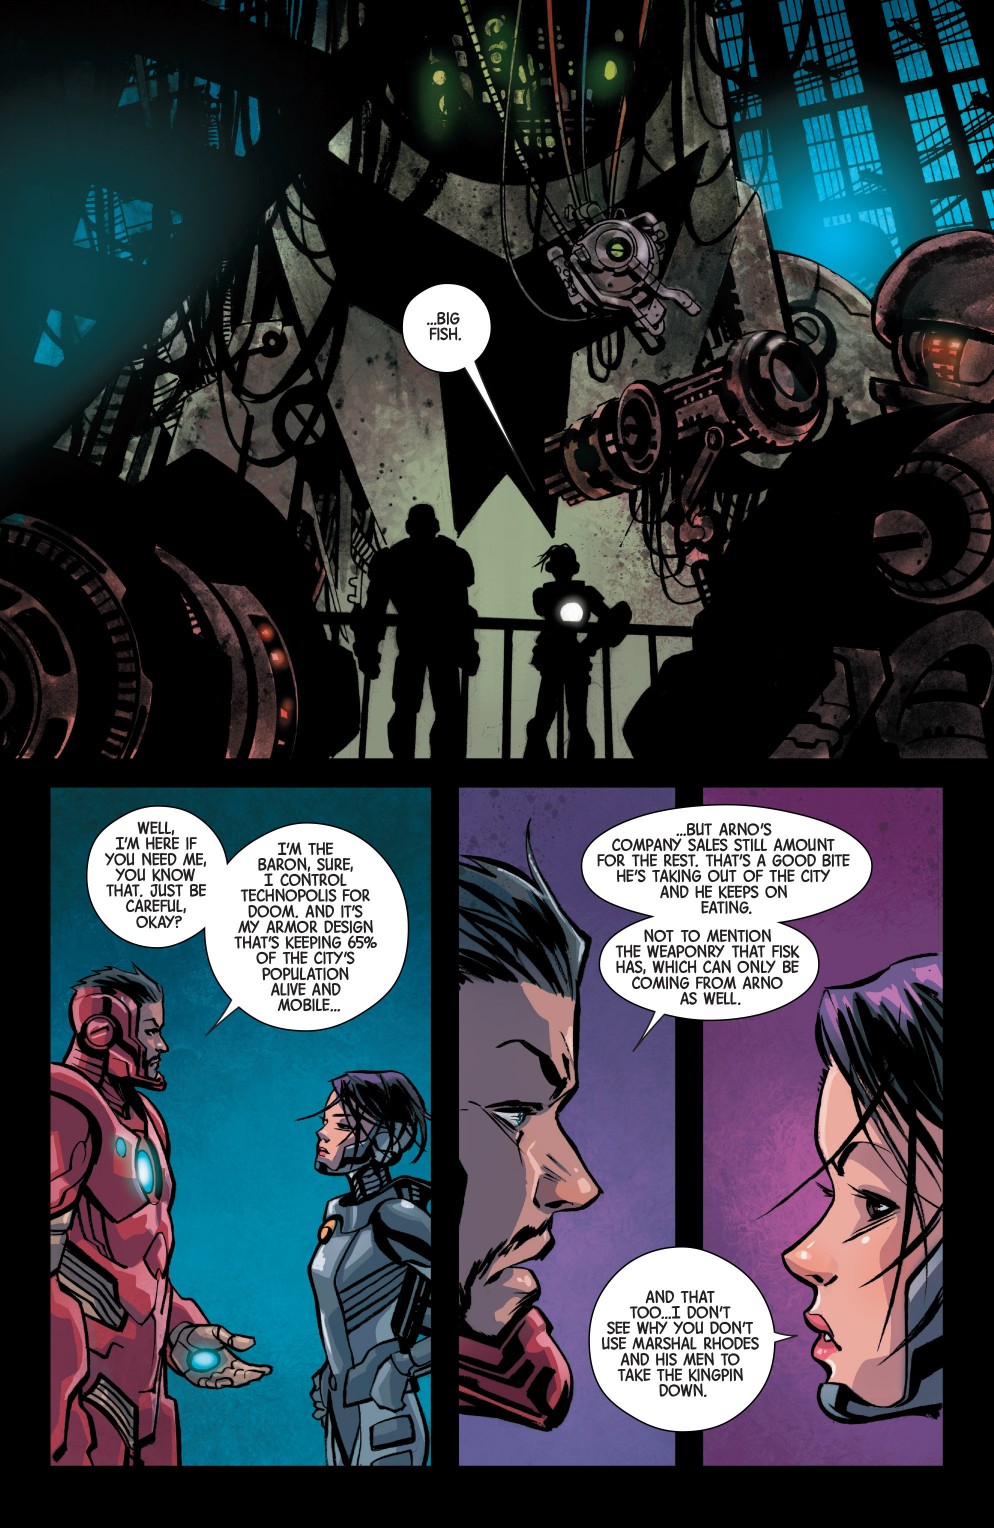 ...BIG
FISH.
WELL,
I'M HERE IF
YOU NEED ME,
YOU KNOW
THAT. JUST BE
CAREFUL,
OKAY?
I'M THE
BARON, SURE,
I CONTROL
TECHNOPOLIS FOR
DOOM. AND IT'S
MY ARMOR DESIGN
THAT'S KEEPING 65%
OF THE CITY'S
POPULATION
ALIVE AND
MOBILE...
...BUT ARNO'S
COMPANY SALES STILL AMOUNT
FOR THE REST. THAT'S A GOOD BITE
HE'S TAKING OUT OF THE CITY
AND HE KEEPS ON
EATING.
NOT TO MENTION
THE WEAPONRY THAT FISK
HAS, WHICH CAN ONLY BE
COMING FROM ARNO
AS WELL.
AND THAT
TOO...I DON'T
SEE WHY YOU DON'T
USE MARSHAL RHODES
AND HIS MEN TO
TAKE THE KINGPIN
DOWN.